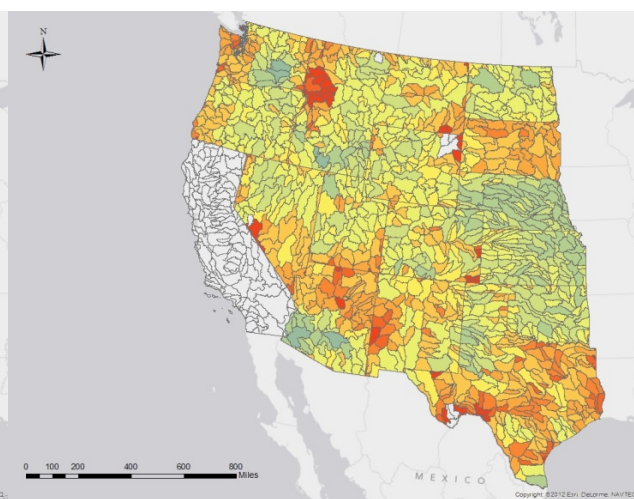 N
0 100 200 400 600 800
Miles
MEXICO
Copyright: ©2012 Esri, DeLorme, NAVTEQ